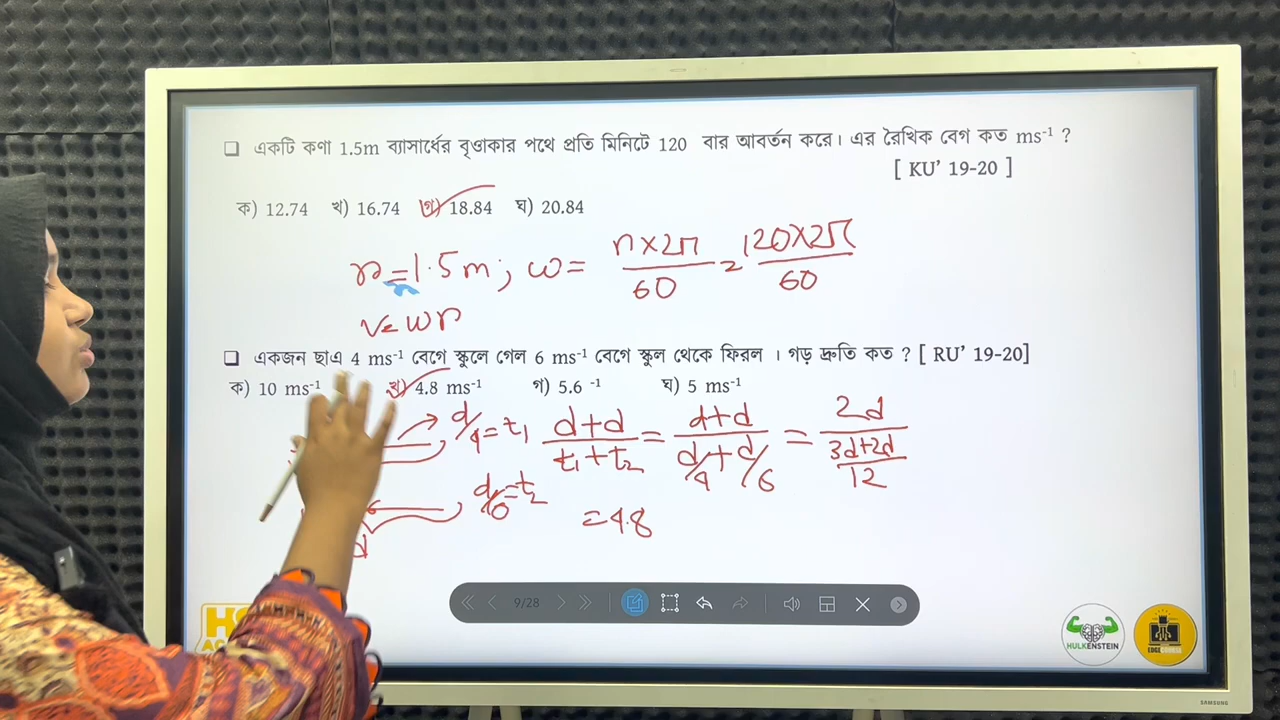 ❑ একটি কণা 1.5m ব্যাসার্ধের বৃত্তাকার পথে প্রতি মিনিটে 120 বার আবর্তন করে। এর রৈখিক বেগ কত ms⁻¹ ?
[ KU’ 19-20 ]
ক) 12.74 খ) 16.74 গ) 18.84 ঘ) 20.84
r = 1.5m; ω = n×2π/60 = 120×2π/60
v = ωr
❑ একজন ছাত্র 4 ms⁻¹ বেগে স্কুলে গেল 6 ms⁻¹ বেগে স্কুল থেকে ফিরল । গড় দ্রুতি কত ? [ RU’ 19-20]
ক) 10 ms⁻¹ খ) 4.8 ms⁻¹ গ) 5.6 ⁻¹ ঘ) 5 ms⁻¹
d/4 = t₁ d+d/t₁+t₂ = d+d/d/4+d/6 = 2d/3d+2d/12
d/6 = t₂
= 4.8
d
9/28
HULKENSTEIN
EDGECOURSE
SAMSUNG